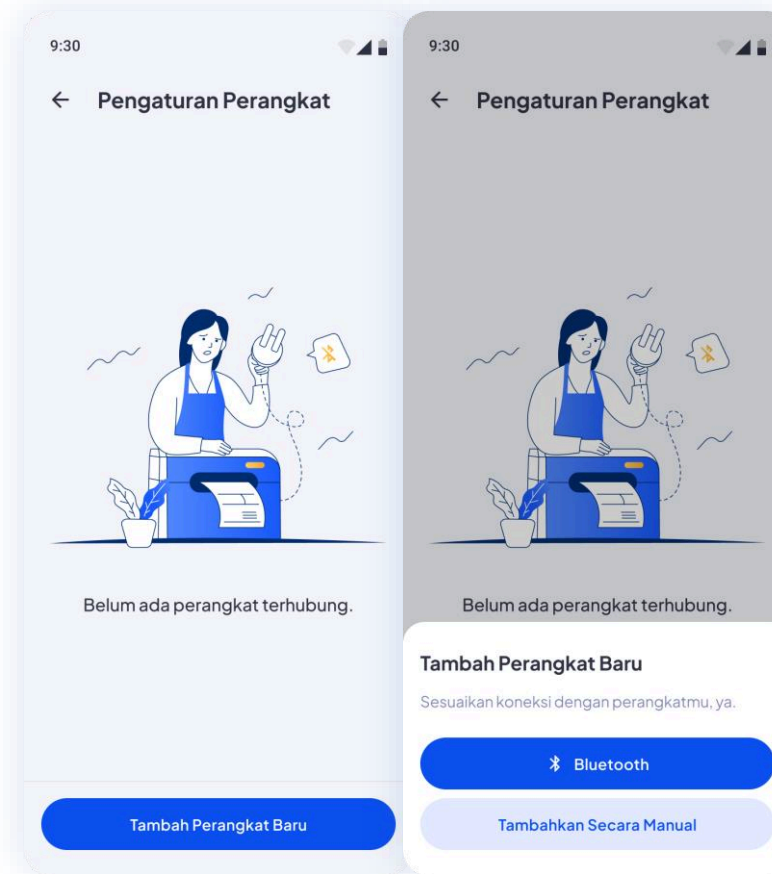 9:30
Pengaturan Perangkat
Belum ada perangkat terhubung.
Tambah Perangkat Baru
9:30
Pengaturan Perangkat
Belum ada perangkat terhubung.
Tambah Perangkat Baru
Sesuaikan koneksi dengan perangkatmu, ya.
Bluetooth
Tambahkan Secara Manual